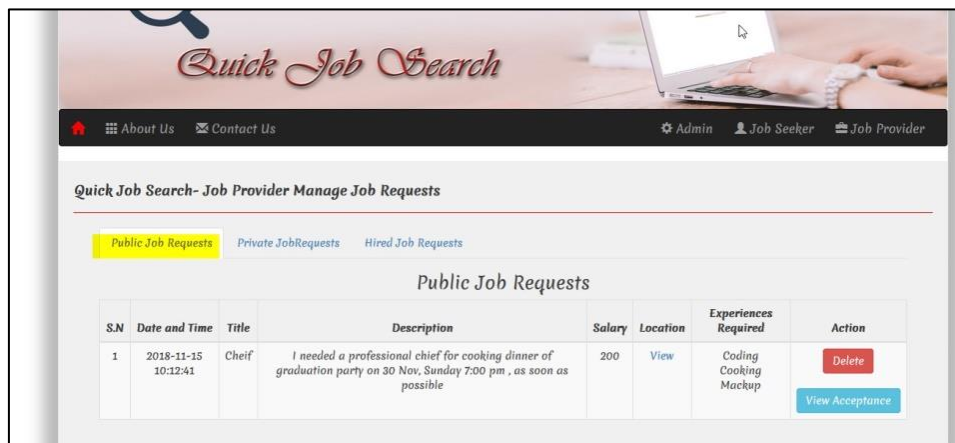 Quick Job Search
About Us Contact Us Admin Job Seeker Job Provider
Quick Job Search- Job Provider Manage Job Requests
Public Job Requests Private JobRequests Hired Job Requests
Public Job Requests
S.N Date and Time Title Description Salary Location Experiences Required Action
1 2018-11-15 10:12:41 Cheif I needed a professional chief for cooking dinner of graduation party on 30 Nov, Sunday 7:00 pm , as soon as possible 200 View Coding Cooking Mackup Delete
View Acceptance